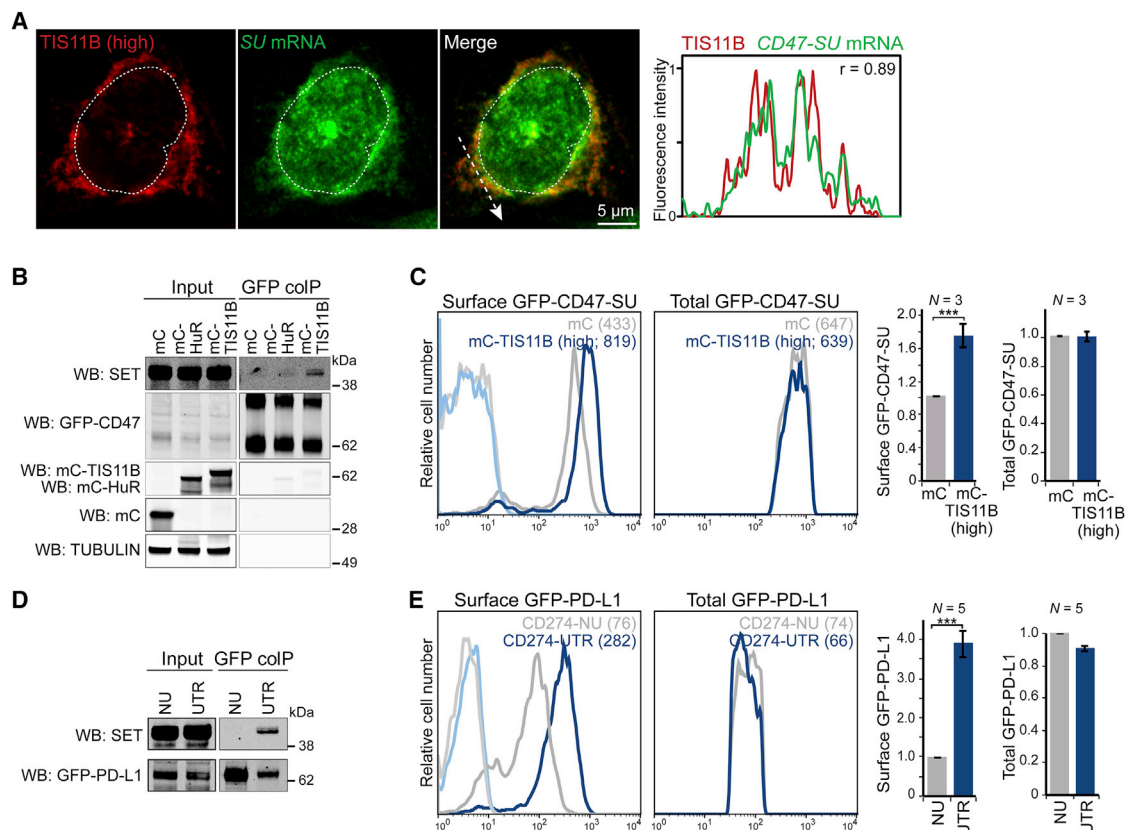 A
TIS11B (high)
SU mRNA
Merge
5 μm
TIS11B CD47-SU mRNA
r = 0.89
Fluorescence intensity
1
0
B
Input GFP coIP
mC
mC-HuR
mC-TIS11B
mC
mC-HuR
mC-TIS11B
kDa
WB: SET
38
WB: GFP-CD47
62
WB: mC-TIS11B
62
WB: mC-HuR
WB: mC
28
WB: TUBULIN
49
C
Surface GFP-CD47-SU
mC (433)
mC-TIS11B (high; 819)
Relative cell number
10⁰ 10¹ 10² 10³ 10⁴
Total GFP-CD47-SU
mC (647)
mC-TIS11B (high; 639)
10⁰ 10¹ 10² 10³ 10⁴
N = 3
***
Surface GFP-CD47-SU
2.0
1.6
1.2
0.8
0.4
0
mC mC-
TIS11B
(high)
N = 3
Total GFP-CD47-SU
1.2
1.0
0.8
0.6
0.4
0.2
0
mC mC-
TIS11B
(high)
D
Input GFP coIP
NU
UTR
NU
UTR
kDa
WB: SET
38
WB: GFP-PD-L1
62
E
Surface GFP-PD-L1
CD274-NU (76)
CD274-UTR (282)
Relative cell number
10⁰ 10¹ 10² 10³ 10⁴
Total GFP-PD-L1
CD274-NU (74)
CD274-UTR (66)
10⁰ 10¹ 10² 10³ 10⁴
N = 5
***
Surface GFP-PD-L1
4.0
3.0
2.0
1.0
0
NU
UTR
N = 5
Total GFP-PD-L1
1.0
0.8
0.6
0.4
0.2
0
NU
UTR